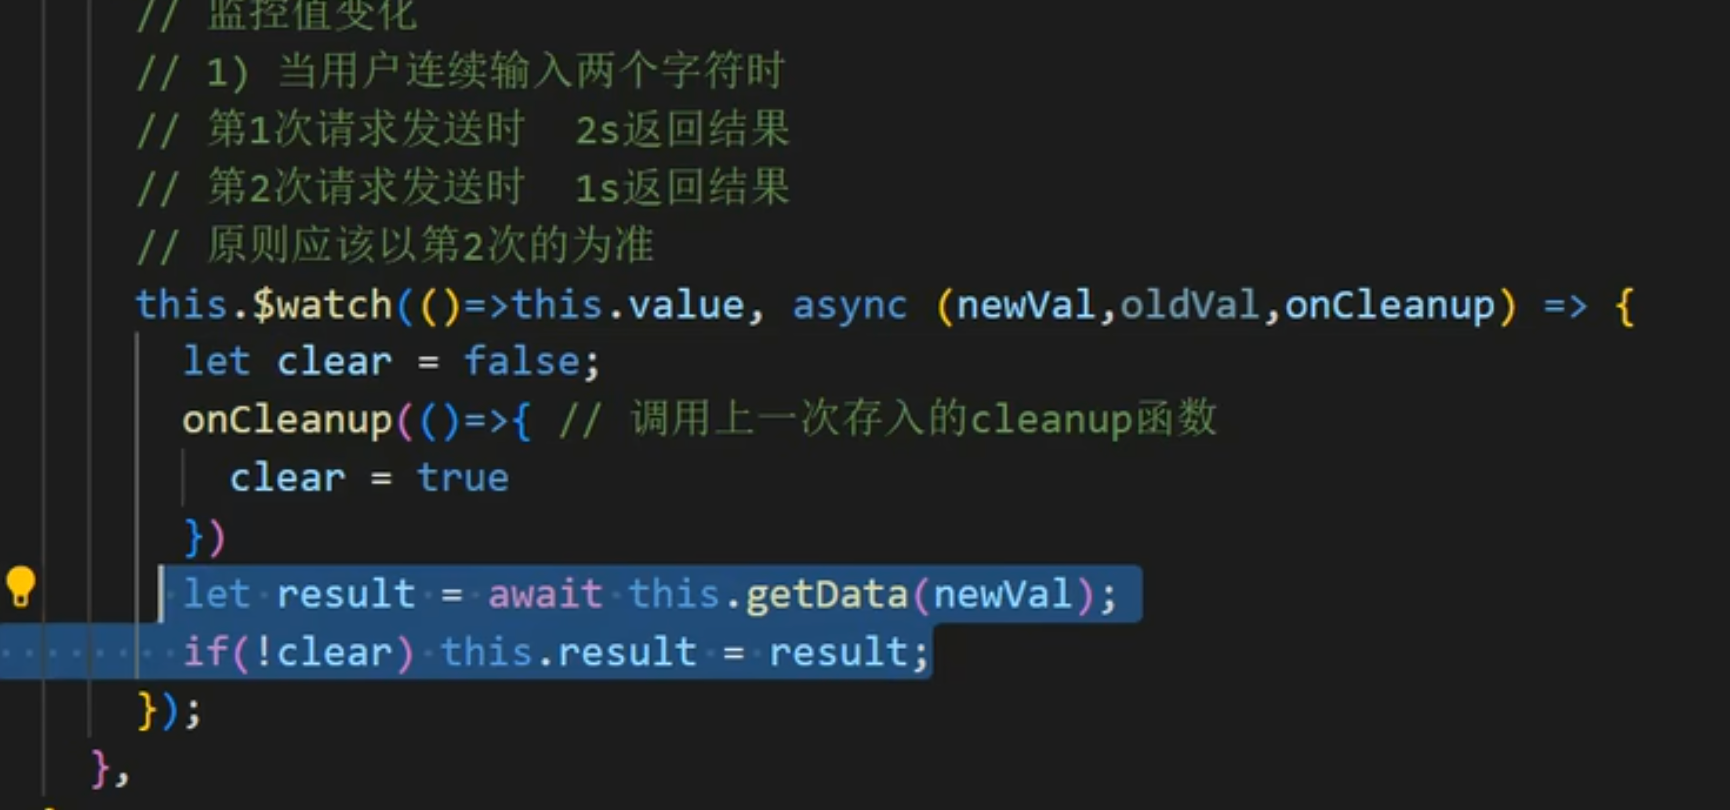 // 监控值变化
// 1) 当用户连续输入两个字符时
// 第1次请求发送时  2s返回结果
// 第2次请求发送时  1s返回结果
// 原则应该以第2次的为准
this.$watch(()=>this.value, async (newVal,oldVal,onCleanup) => {
let clear = false;
onCleanup(()=>{ // 调用上一次存入的cleanup函数
clear = true
})
let result = await this.getData(newVal);
if(!clear) this.result = result;
});
},